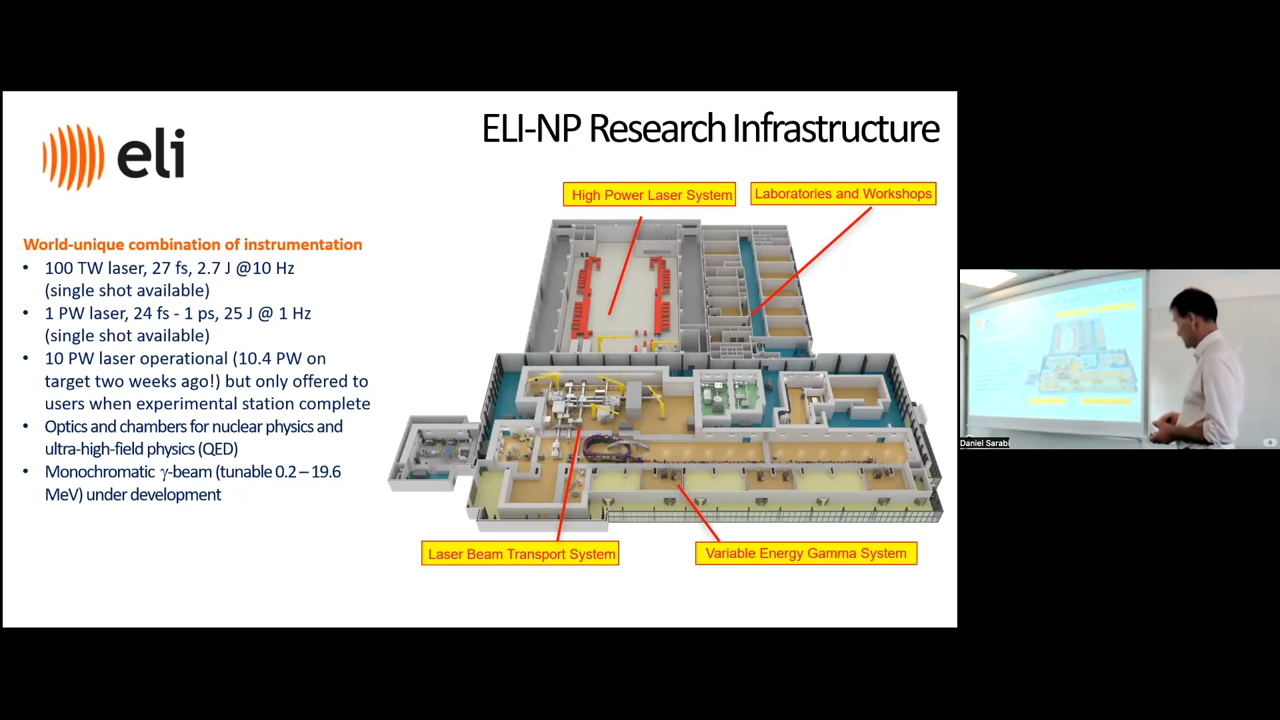 eli
ELI-NP Research Infrastructure
High Power Laser System
Laboratories and Workshops
World-unique combination of instrumentation
• 100 TW laser, 27 fs, 2.7 J @10 Hz
(single shot available)
• 1 PW laser, 24 fs - 1 ps, 25 J @ 1 Hz
(single shot available)
• 10 PW laser operational (10.4 PW on
target two weeks ago!) but only offered to
users when experimental station complete
• Optics and chambers for nuclear physics and
ultra-high-field physics (QED)
• Monochromatic γ-beam (tunable 0.2 – 19.6
MeV) under development
Laser Beam Transport System
Variable Energy Gamma System
Daniel Sarabi